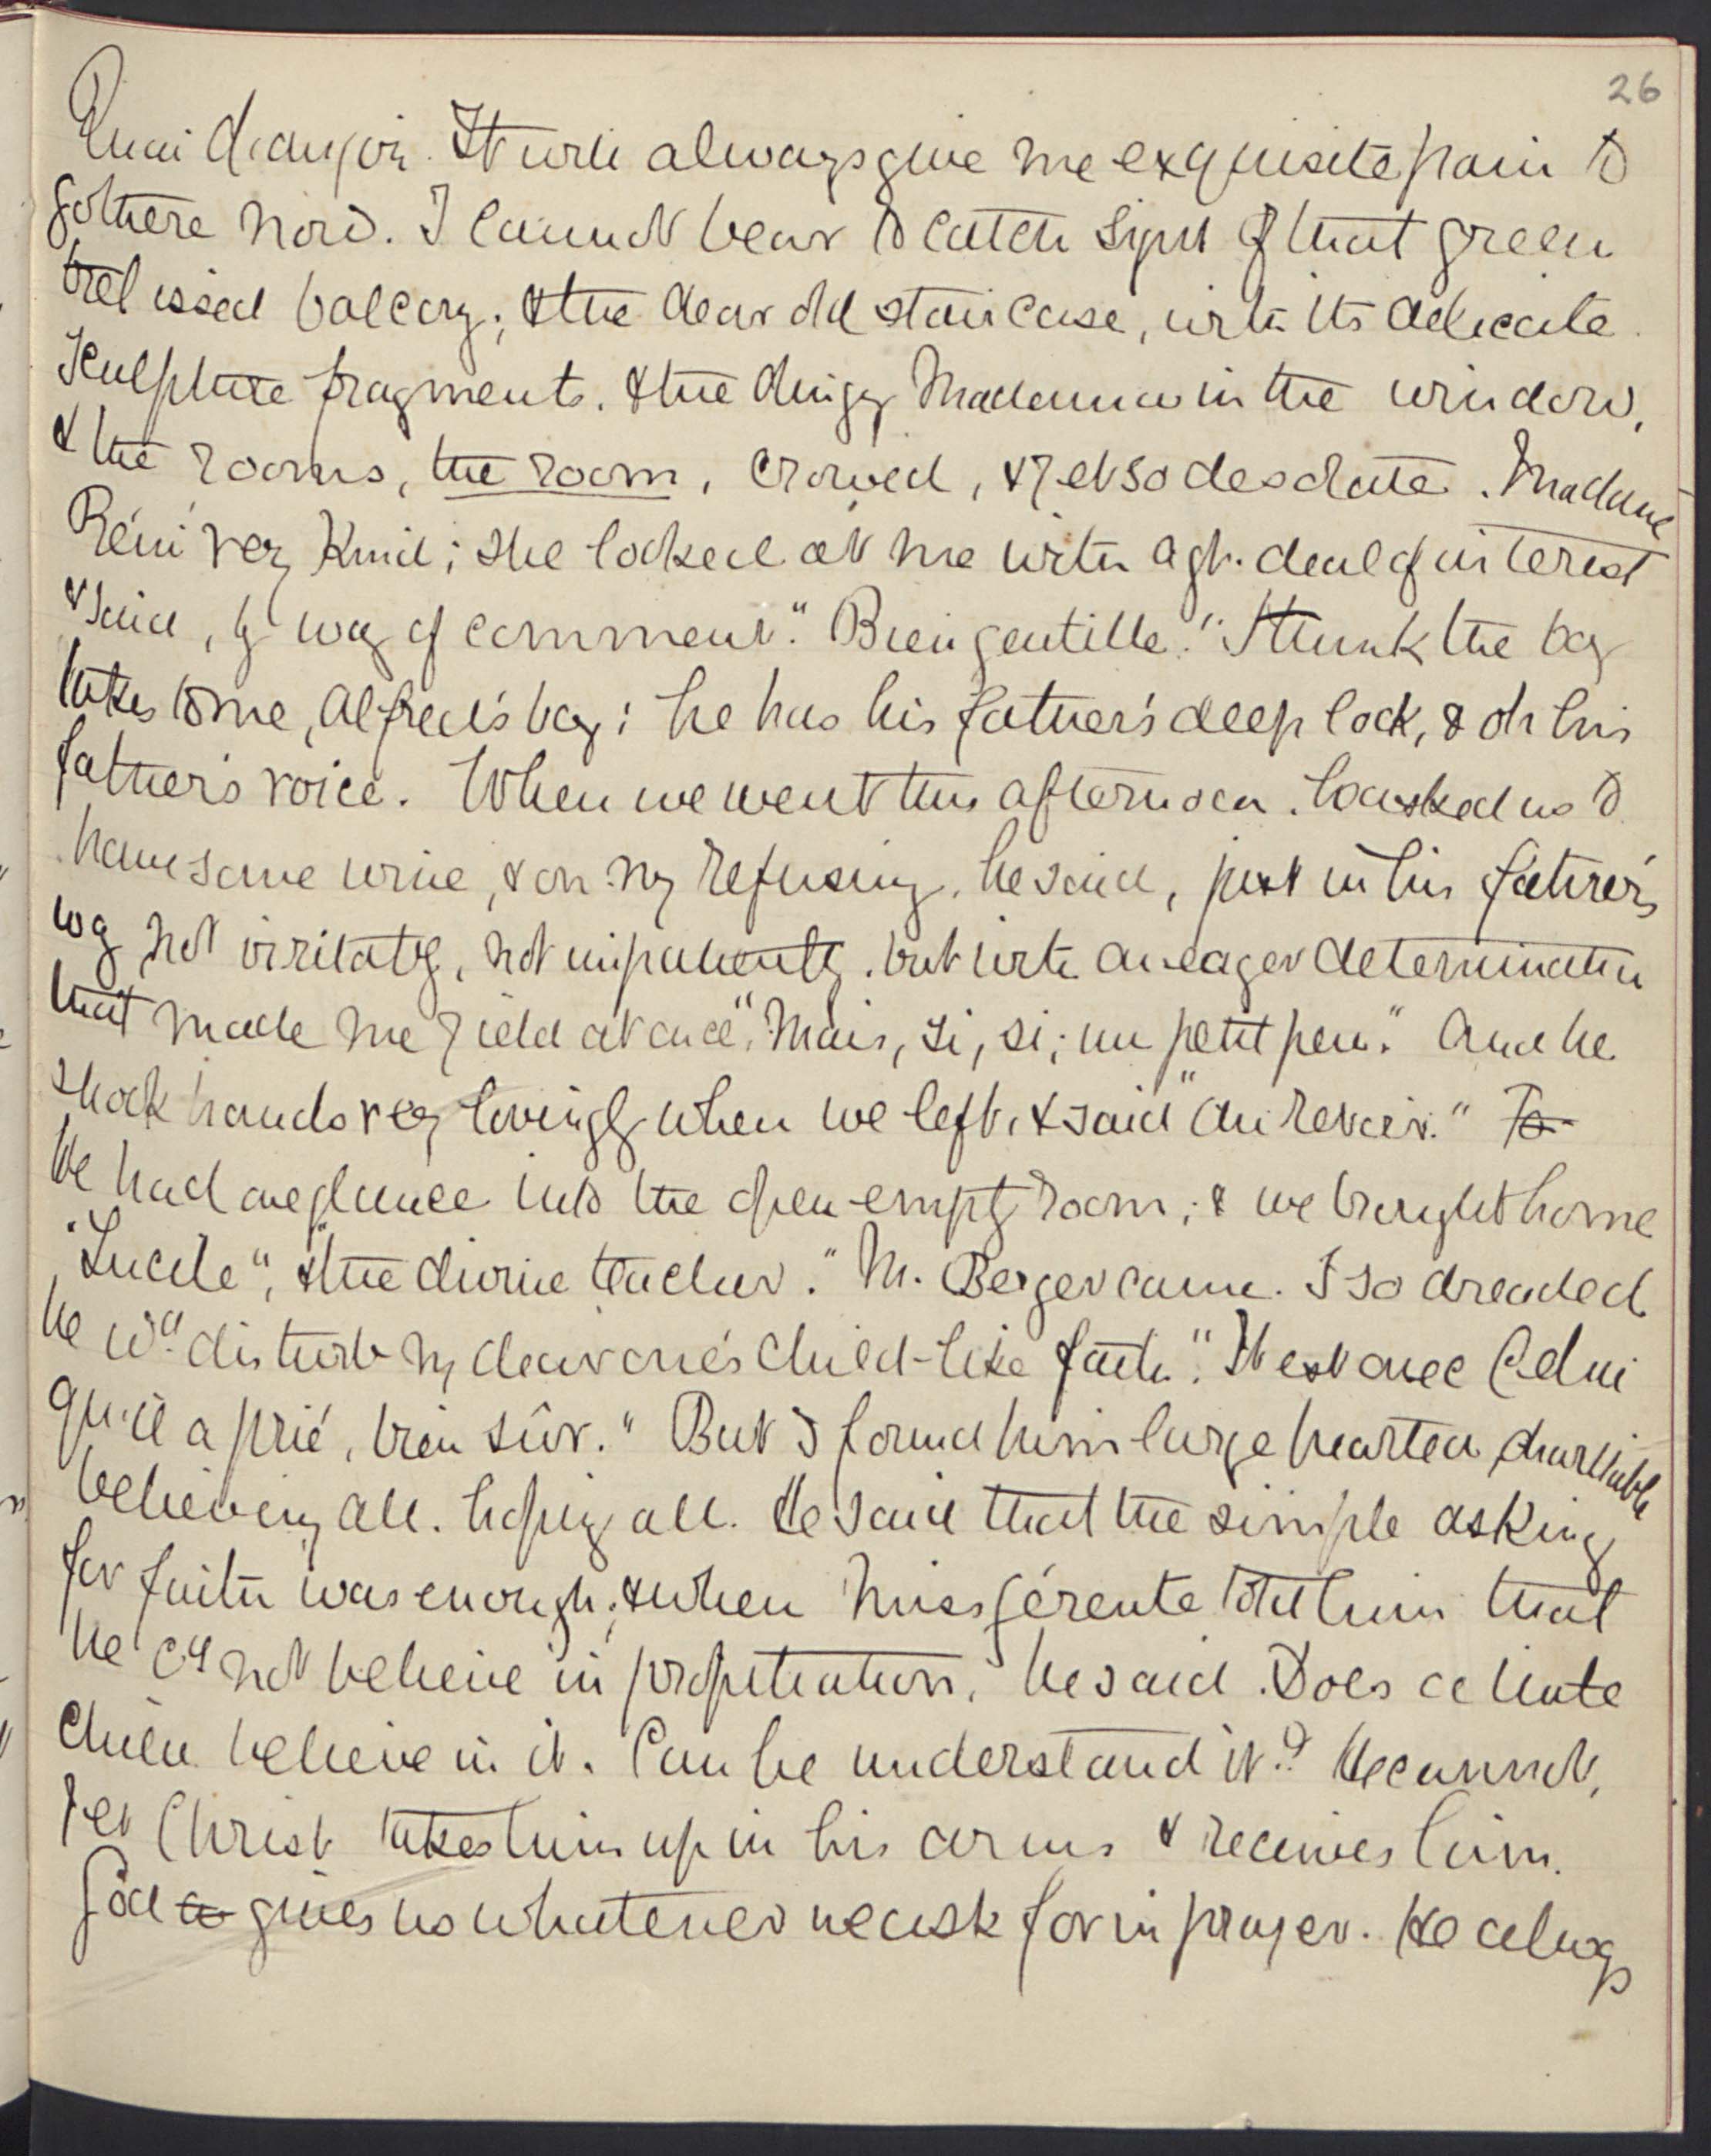 26
Quai d'anjou. It will always give me exquisite pain to
go there now. I cannot bear to catch sight of that green
trelissed balcony; & the dear old staircase, with its delicate
sculpture fragments. & the dingy Madonna in the window,
& the rooms, the room, crowed, & yet so desolate. Madame
Réni very kind; she looked at me with a gt. deal of interest
& said, by way of comment. "Bien gentille." I think the boy
takes to me, Alfred's boy: he has his father's deep look, & oh his
father's voice. When we went this afternoon. he asked us to
have some wine, & on my refusing, he said, just in his father's
way not irritably, not impatiently. but with an eager determination
that made me yield at once, "Mais, si, si; un petit peu." And he
shook hands very lovingly when we left, & said "Au revoir." To
We had one glance into the open empty room; & we brought home
"Lucile", & "the divine teacher." M. Berger came. I so dreaded
he wd. disturb my dear one's child-like faith. "Il est avec Celui
qu'il a prié, bien sûr." But I found him large hearted, charitable
believing all. hoping all. He said that the simple asking
for faith was enough; & when Miss férente told him that
he cd not believe in propitiation, he said. Does a little
child believe in it. Can he understand it? He cannot,
yet Christ takes him up in his arms & receives him.
God to gives us whatever we ask for in prayer. He always